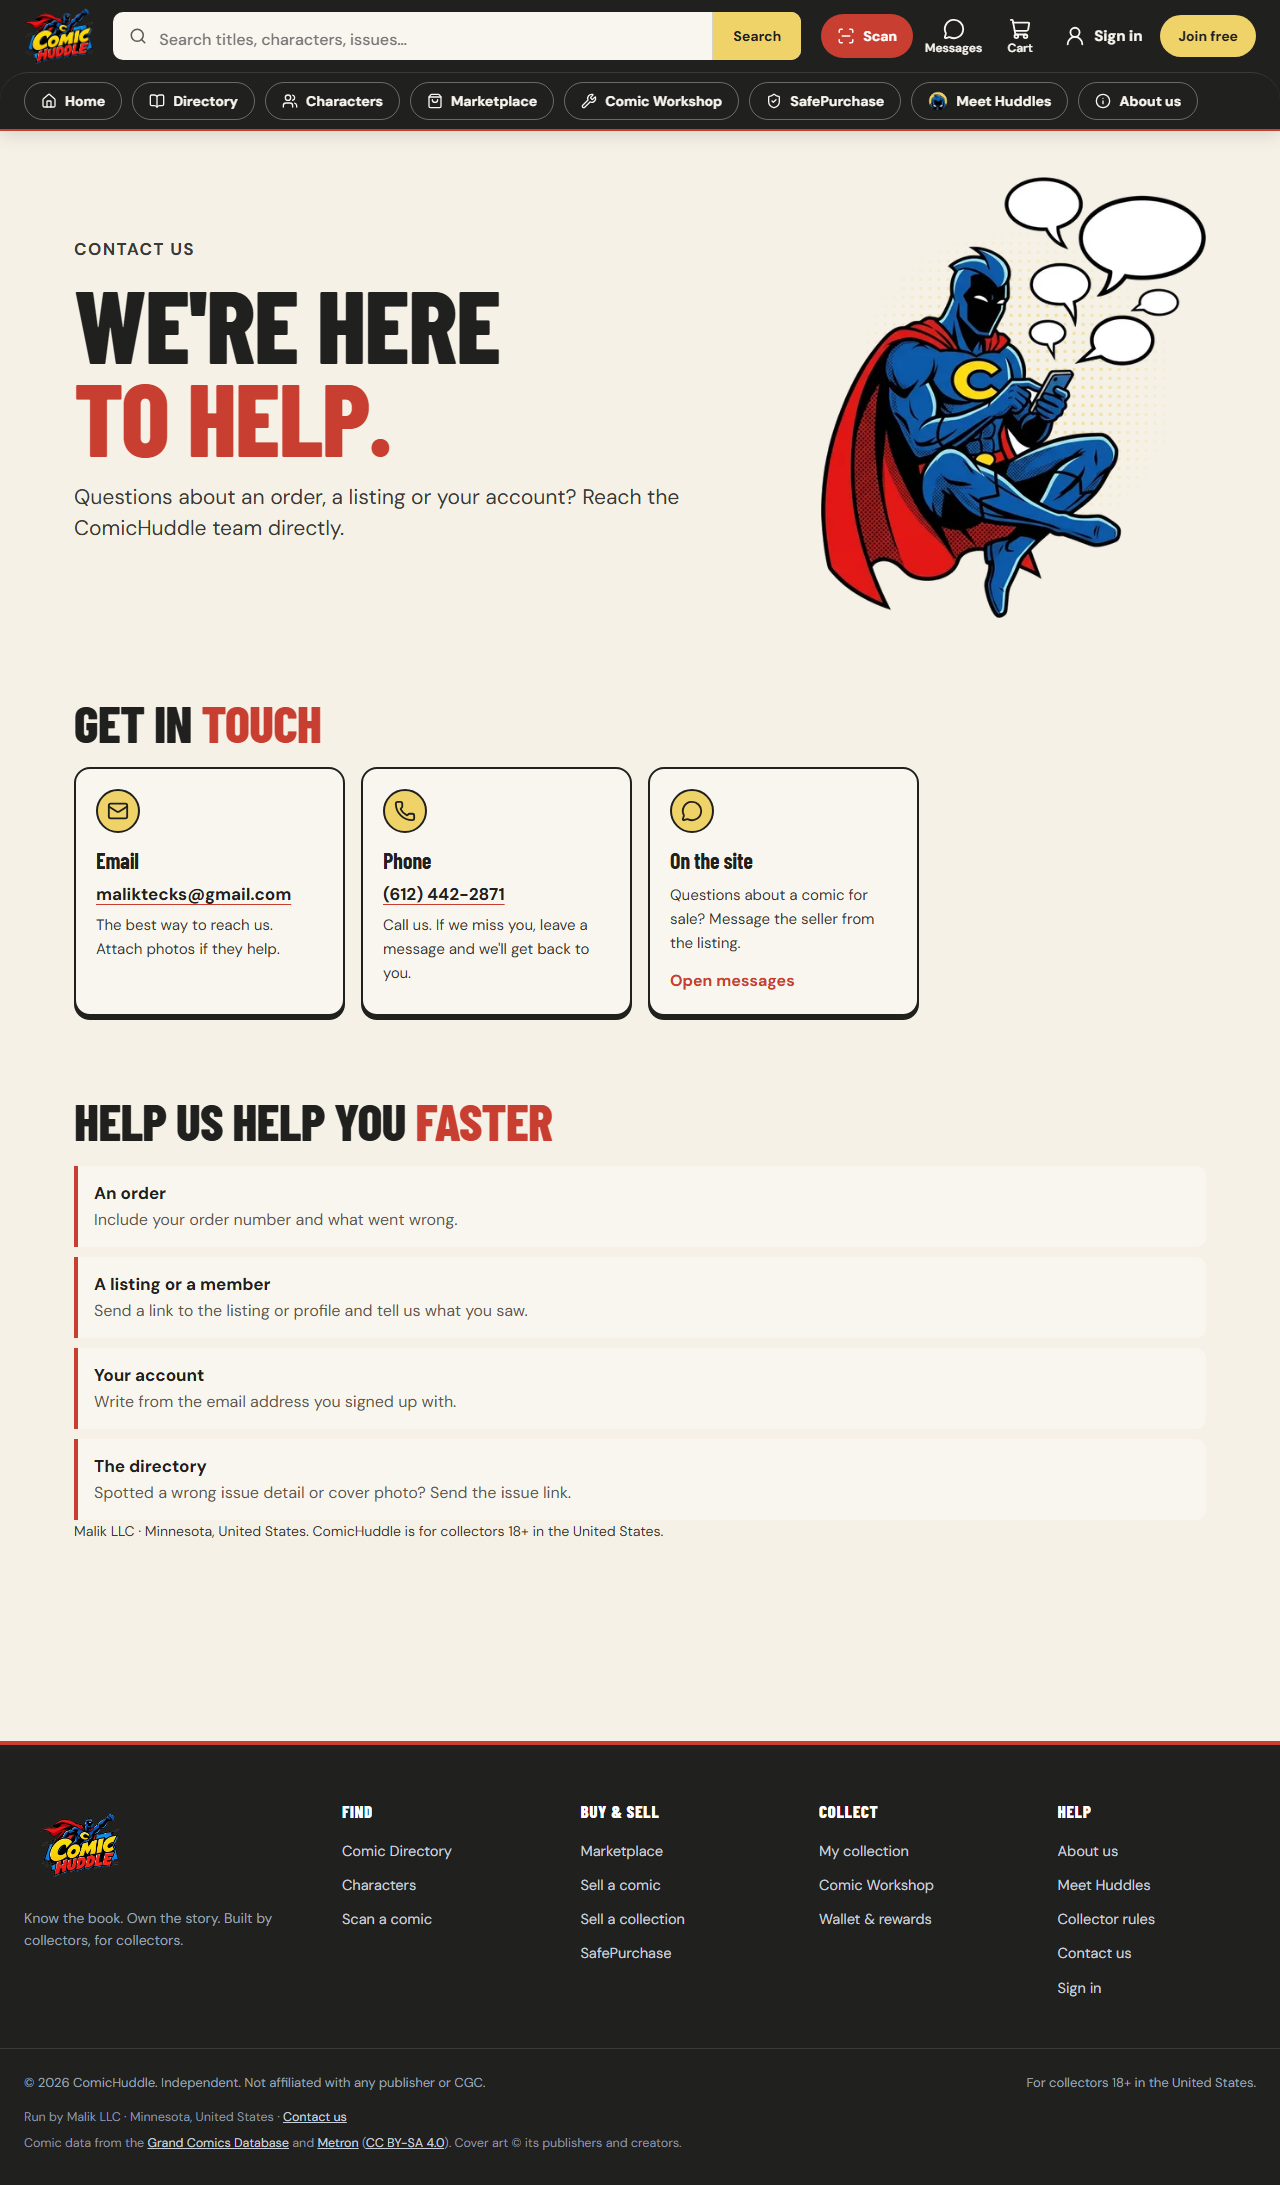 COMIC
HUDDLE
Search titles, characters, issues...
Search
Scan
Messages
Cart
Sign in
Join free
Home
Directory
Characters
Marketplace
Comic Workshop
SafePurchase
Meet Huddles
About us
CONTACT US
WE'RE HERE
TO HELP.
Questions about an order, a listing or your account? Reach the
ComicHuddle team directly.
C
GET IN TOUCH
Email
maliktecks@gmail.com
The best way to reach us.
Attach photos if they help.
Phone
(612) 442-2871
Call us. If we miss you, leave a
message and we'll get back to
you.
On the site
Questions about a comic for
sale? Message the seller from
the listing.
Open messages
HELP US HELP YOU FASTER
An order
Include your order number and what went wrong.
A listing or a member
Send a link to the listing or profile and tell us what you saw.
Your account
Write from the email address you signed up with.
The directory
Spotted a wrong issue detail or cover photo? Send the issue link.
Malik LLC · Minnesota, United States. ComicHuddle is for collectors 18+ in the United States.
COMIC
HUDDLE
Know the book. Own the story. Built by
collectors, for collectors.
FIND
Comic Directory
Characters
Scan a comic
BUY & SELL
Marketplace
Sell a comic
Sell a collection
SafePurchase
COLLECT
My collection
Comic Workshop
Wallet & rewards
HELP
About us
Meet Huddles
Collector rules
Contact us
Sign in
© 2026 ComicHuddle. Independent. Not affiliated with any publisher or CGC.
For collectors 18+ in the United States.
Run by Malik LLC · Minnesota, United States · Contact us
Comic data from the Grand Comics Database and Metron (CC BY-SA 4.0). Cover art © its publishers and creators.